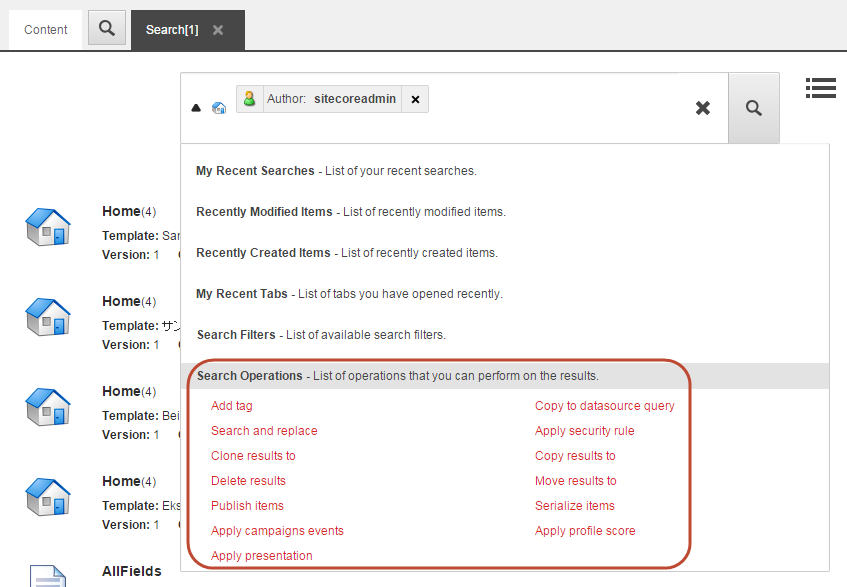 Content
Search[1]
Author: sitecoreadmin
My Recent Searches - List of your recent searches.
Recently Modified Items - List of recently modified items.
Recently Created Items - List of recently created items.
My Recent Tabs - List of tabs you have opened recently.
Search Filters - List of available search filters.
Search Operations - List of operations that you can perform on the results.
Add tag
Copy to datasource query
Search and replace
Apply security rule
Clone results to
Copy results to
Delete results
Move results to
Publish items
Serialize items
Apply campaigns events
Apply profile score
Apply presentation
Home(4)
Template: Sar
Version: 1
Home(4)
Template: サン
Version: 1
Home(4)
Template: Bei
Version: 1
Home(4)
Template: Eks
Version: 1
AllFields